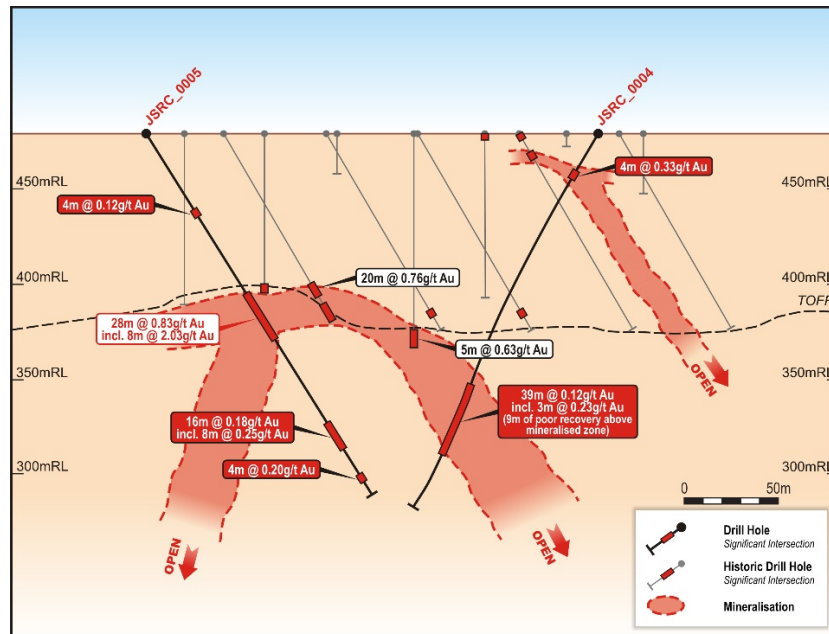 JSRC_0005
JSRC_0004
450mRL
450mRL
4m @ 0.33g/t Au
4m @ 0.12g/t Au
400mRL
400mRL
20m @ 0.76g/t Au
TOFF
28m @ 0.83g/t Au
incl. 8m @ 2.03g/t Au
5m @ 0.63g/t Au
350mRL
350mRL
OPEN
39m @ 0.12g/t Au
incl. 3m @ 0.23g/t Au
(9m of poor recovery above
mineralised zone)
16m @ 0.18g/t Au
incl. 8m @ 0.25g/t Au
4m @ 0.20g/t Au
300mRL
300mRL
0 50m
OPEN
OPEN
Drill Hole
Significant Intersection
Historic Drill Hole
Significant Intersection
Mineralisation